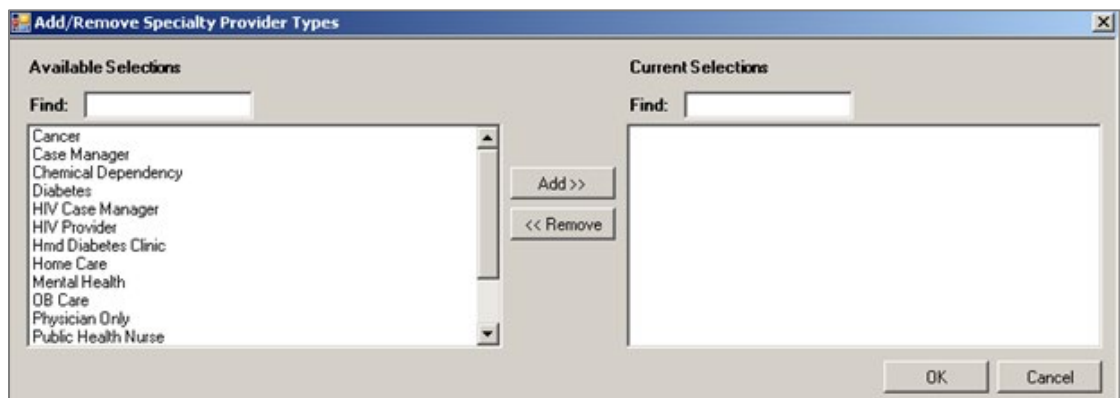 Add/Remove Specialty Provider Types
Available Selections
Find:
Cancer
Case Manager
Chemical Dependency
Diabetes
HIV Case Manager
HIV Provider
Hmd Diabetes Clinic
Home Care
Mental Health
OB Care
Physician Only
Public Health Nurse
Add >>
<< Remove
Current Selections
Find:
OK
Cancel